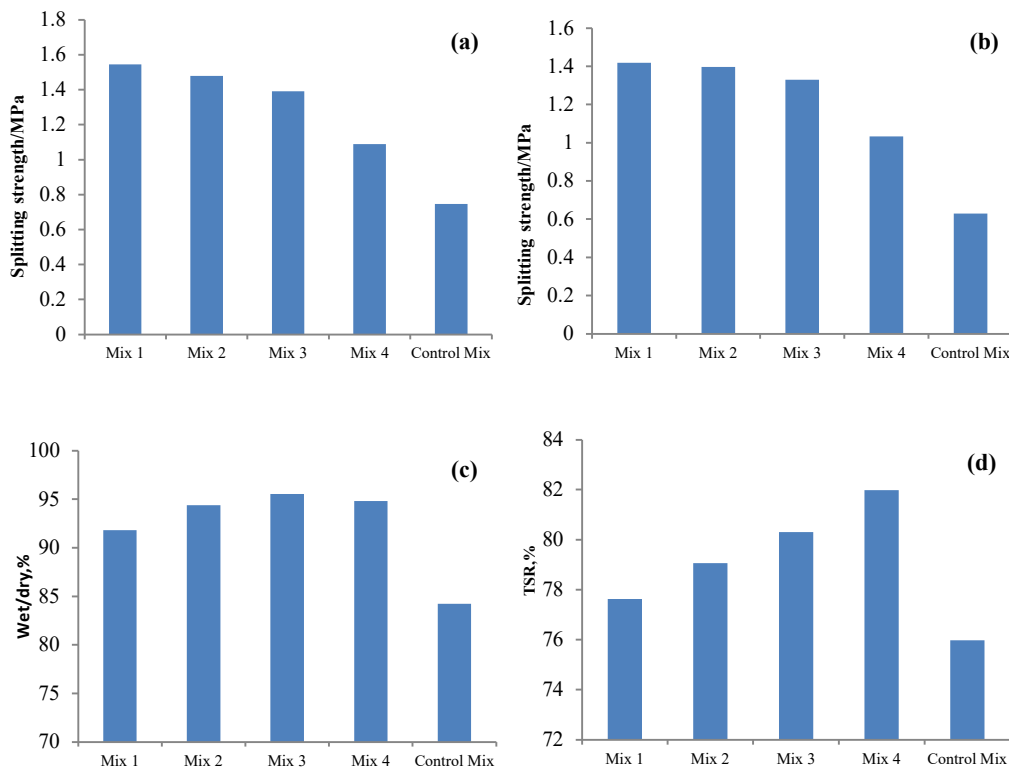 (a)
Splitting strength/MPa
1.8
1.6
1.4
1.2
1
0.8
0.6
0.4
0.2
0
Mix 1 Mix 2 Mix 3 Mix 4 Control Mix
(b)
Splitting strength/MPa
1.6
1.4
1.2
1
0.8
0.6
0.4
0.2
0
Mix 1 Mix 2 Mix 3 Mix 4 Control Mix
(c)
Wet/dry,%
100
95
90
85
80
75
70
Mix 1 Mix 2 Mix 3 Mix 4 Control Mix
(d)
TSR,%
84
82
80
78
76
74
72
Mix 1 Mix 2 Mix 3 Mix 4 Control Mix